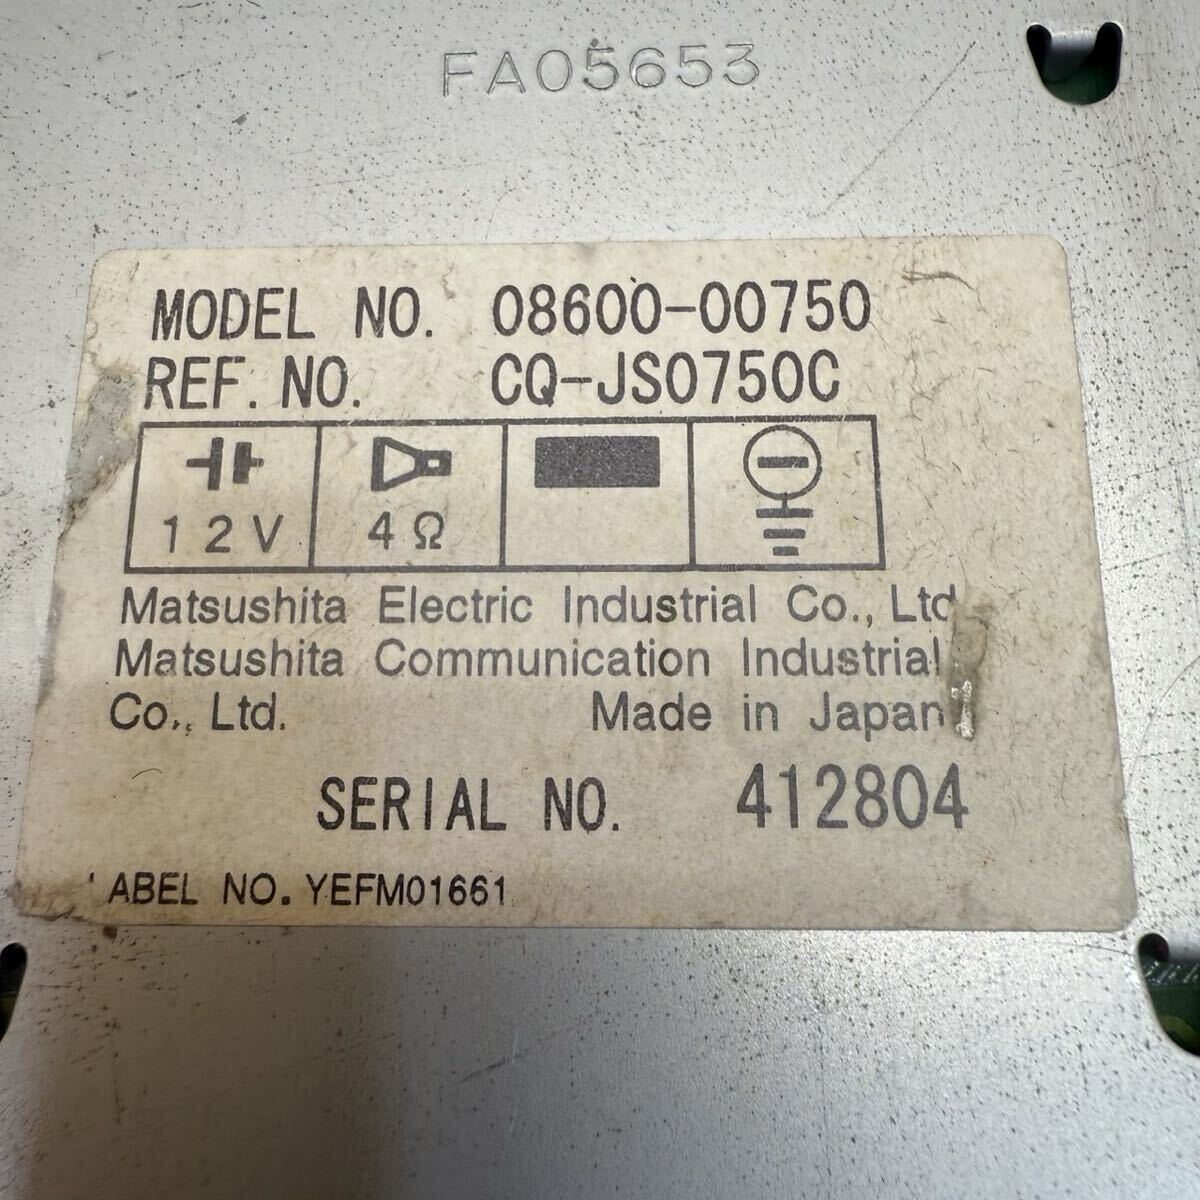 FA05653
MODEL NO. 08600-00750
REF. NO. CQ-JS0750C
12V 4Ω
Matsushita Electric Industrial Co., Ltd
Matsushita Communication Industrial
Co., Ltd. Made in Japan
SERIAL NO. 412804
ABEL NO. YEFM01661